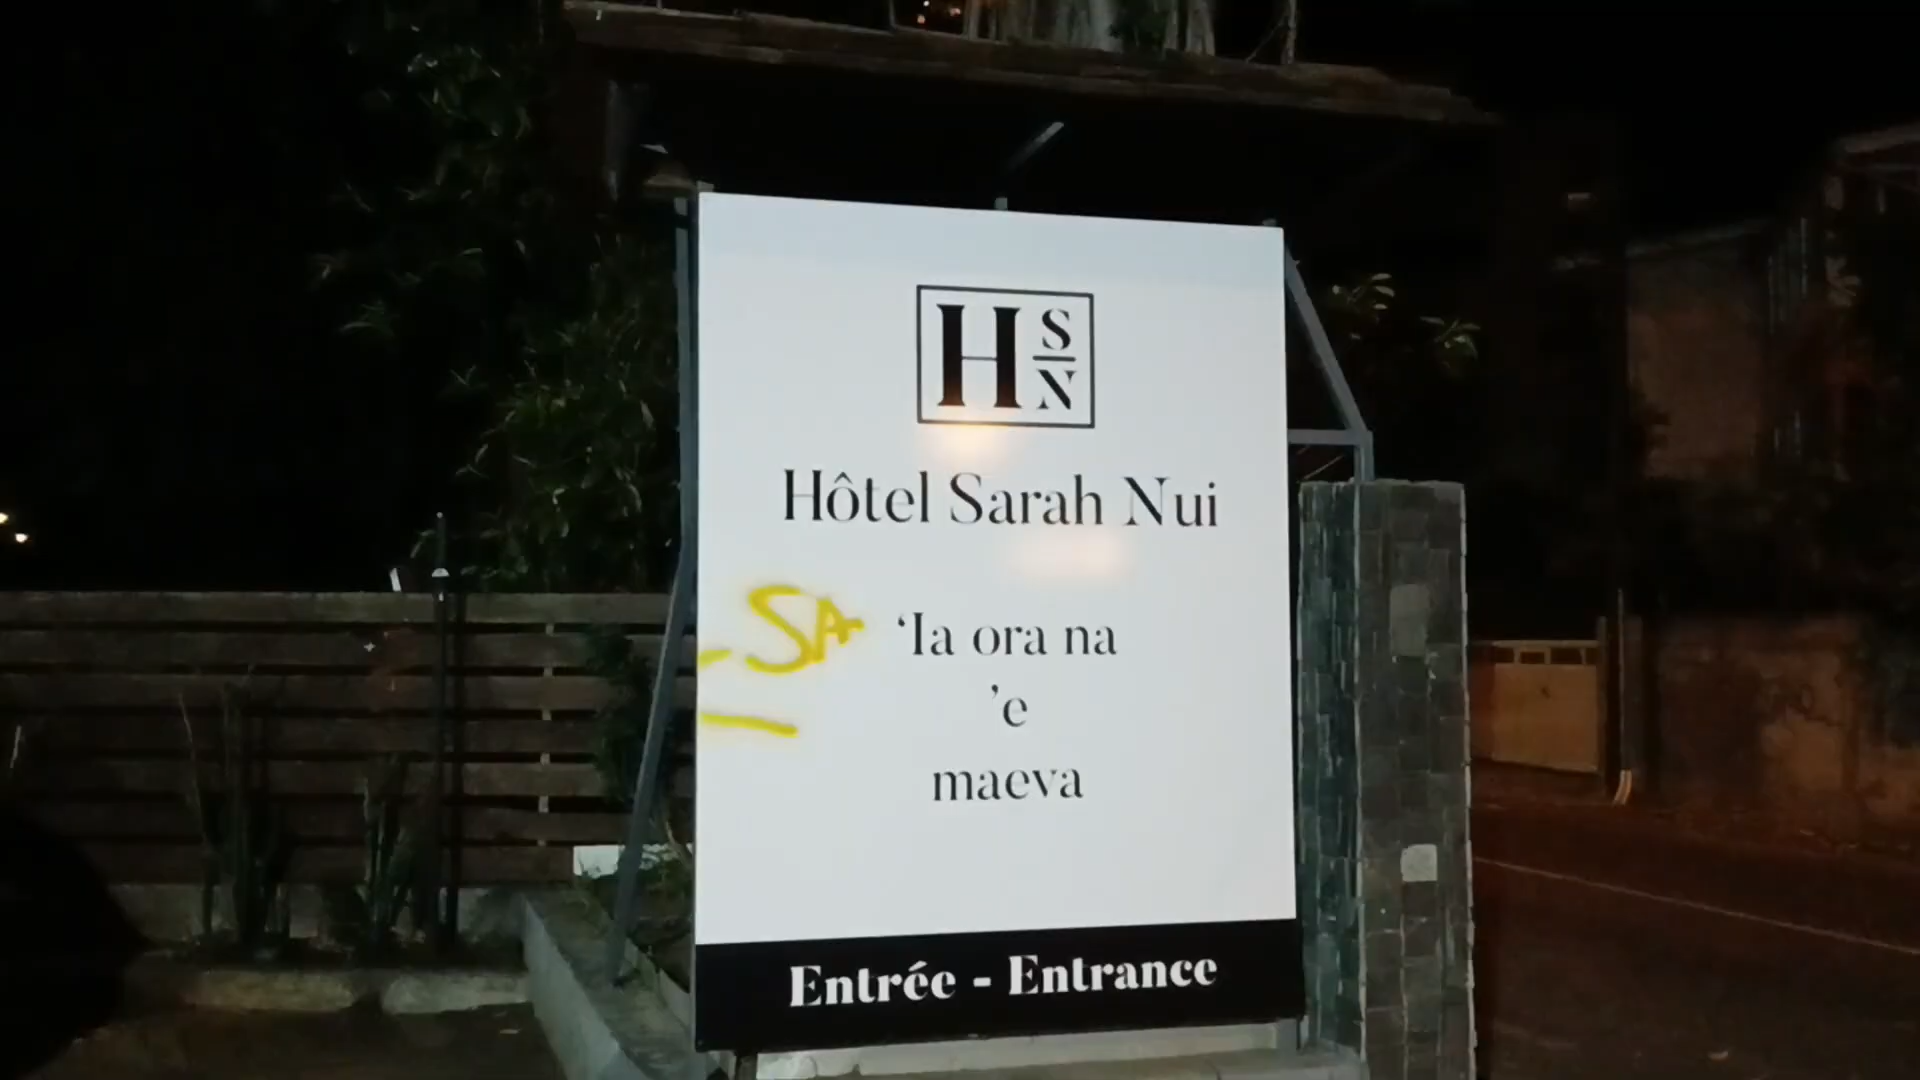 H S N
Hôtel Sarah Nui
SA
‘Ia ora na
’e
maeva
Entrée - Entrance